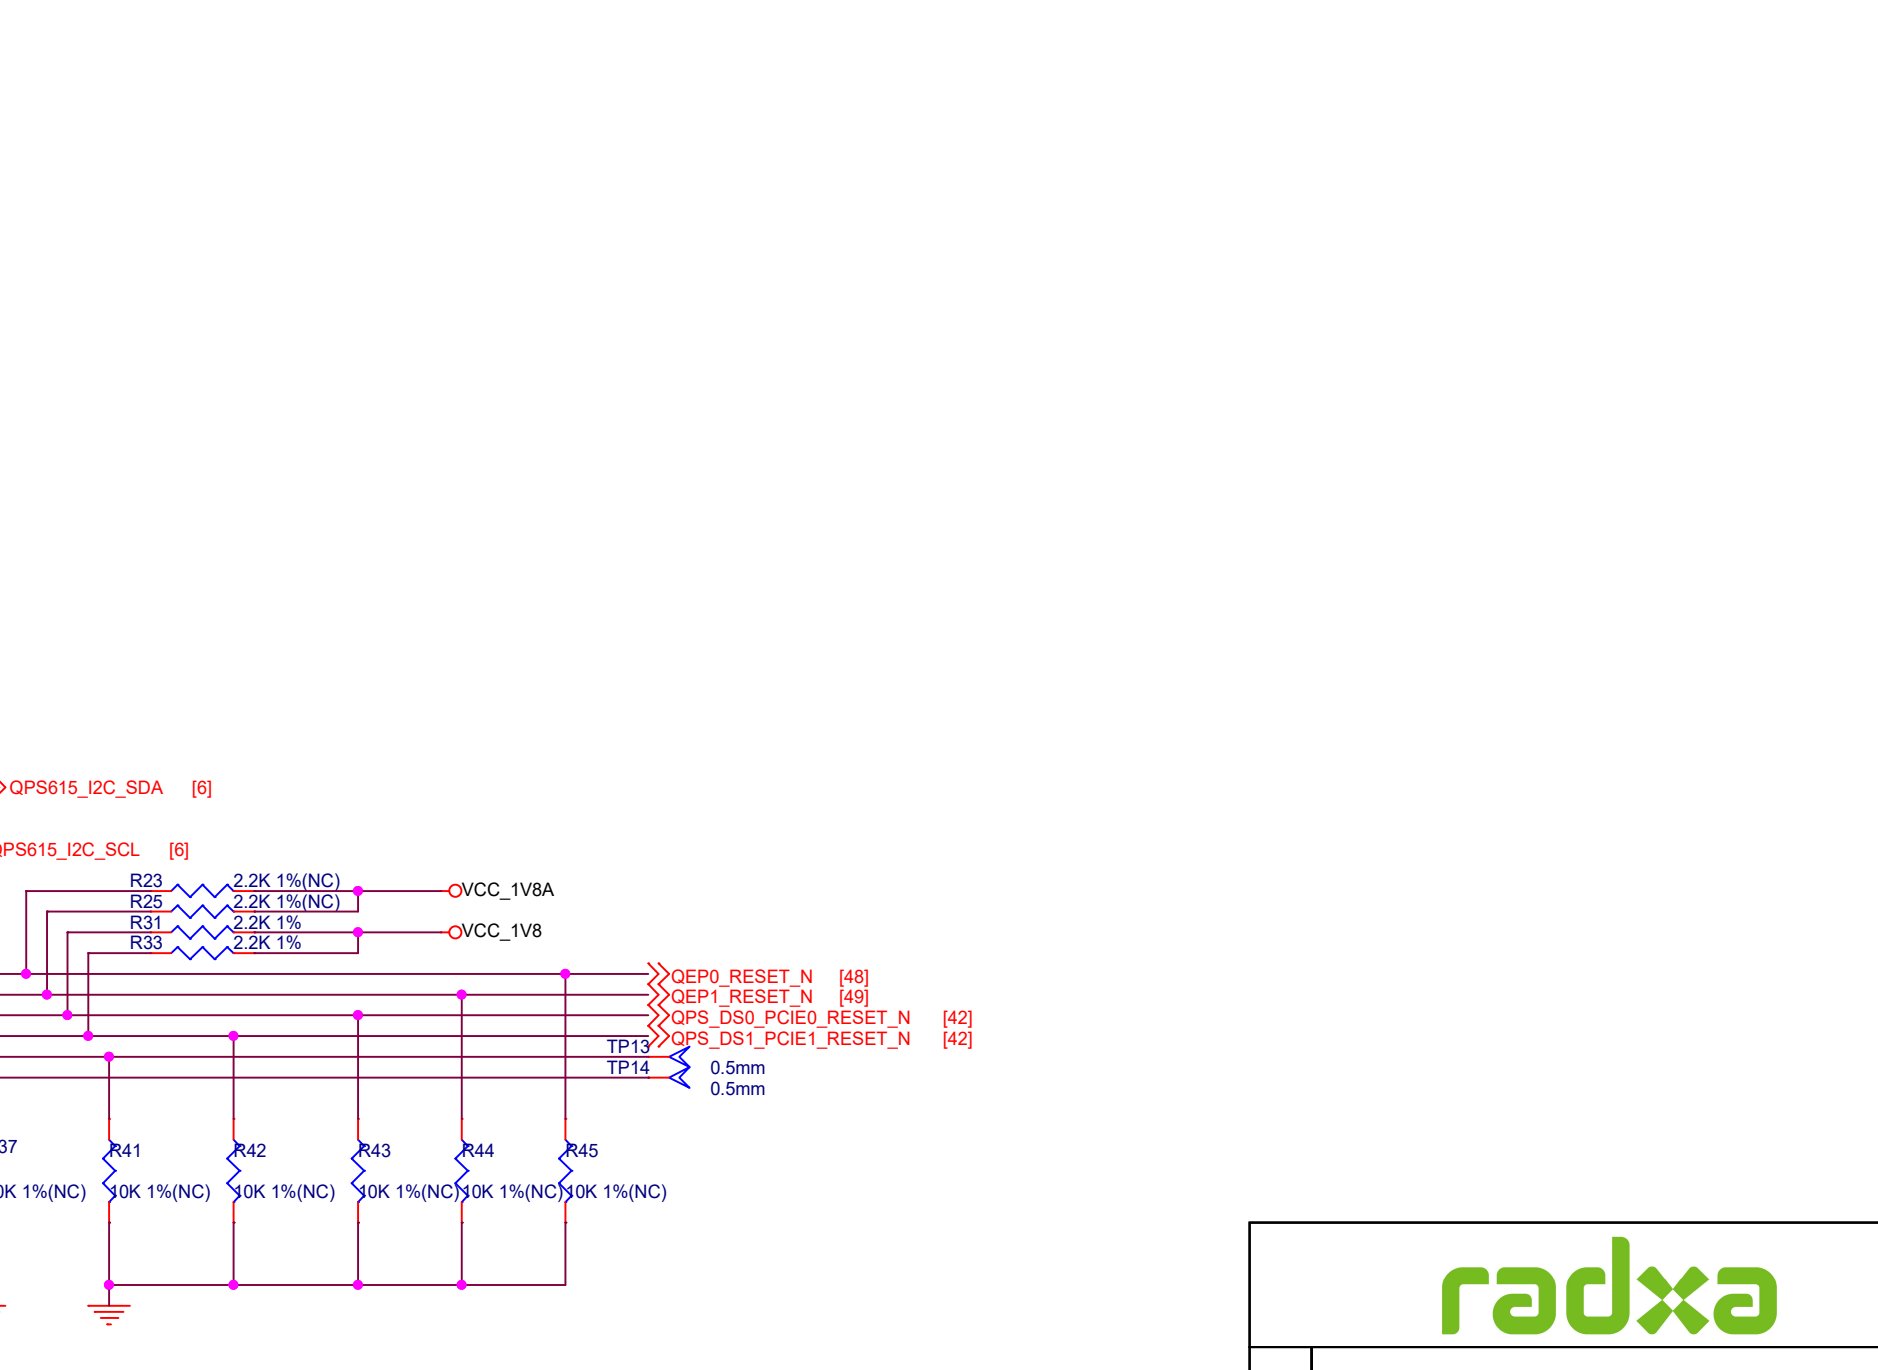 QPS615_I2C_SDA [6]
QPS615_I2C_SCL [6]
R23 2.2K 1%(NC) VCC_1V8A
R25 2.2K 1%(NC)
R31 2.2K 1% VCC_1V8
R33 2.2K 1%
QEP0_RESET_N [48]
QEP1_RESET_N [49]
QPS_DS0_PCIE0_RESET_N [42]
QPS_DS1_PCIE1_RESET_N [42]
TP13
TP14 0.5mm
0.5mm
37 R41 R42 R43 R44 R45
0K 1%(NC) 10K 1%(NC) 10K 1%(NC) 10K 1%(NC) 10K 1%(NC) 10K 1%(NC)
radxa